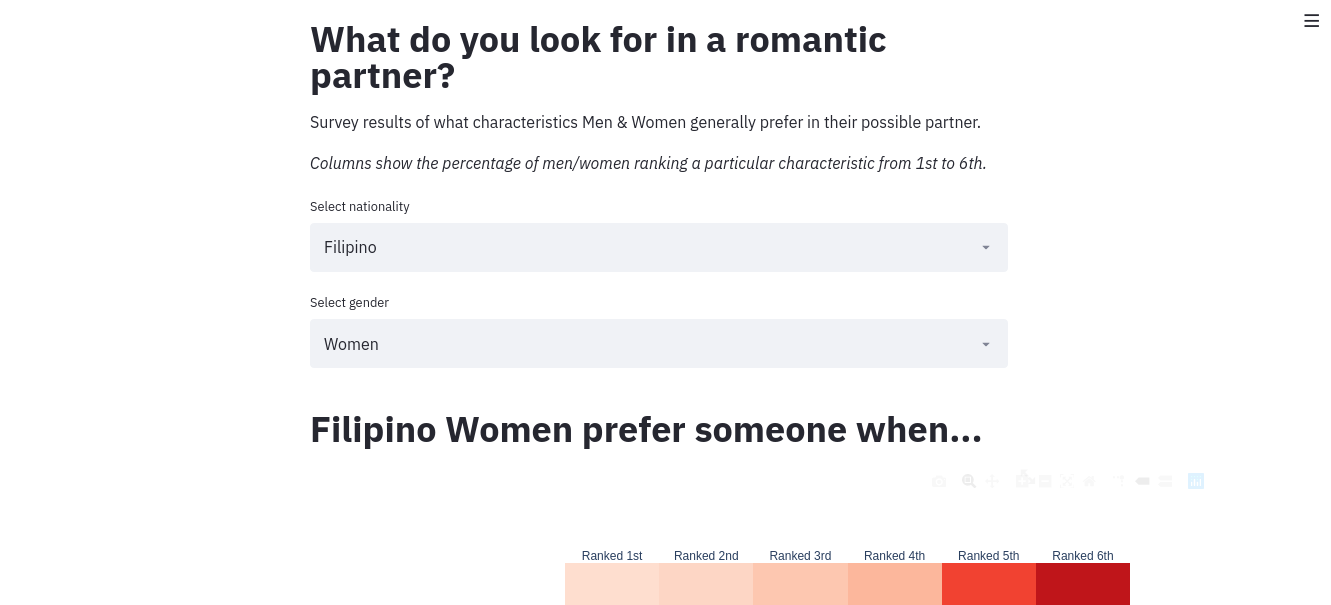 What do you look for in a romantic
partner?
Survey results of what characteristics Men & Women generally prefer in their possible partner.
Columns show the percentage of men/women ranking a particular characteristic from 1st to 6th.
Select nationality
Filipino
Select gender
Women
Filipino Women prefer someone when...
Ranked 1st Ranked 2nd Ranked 3rd Ranked 4th Ranked 5th Ranked 6th